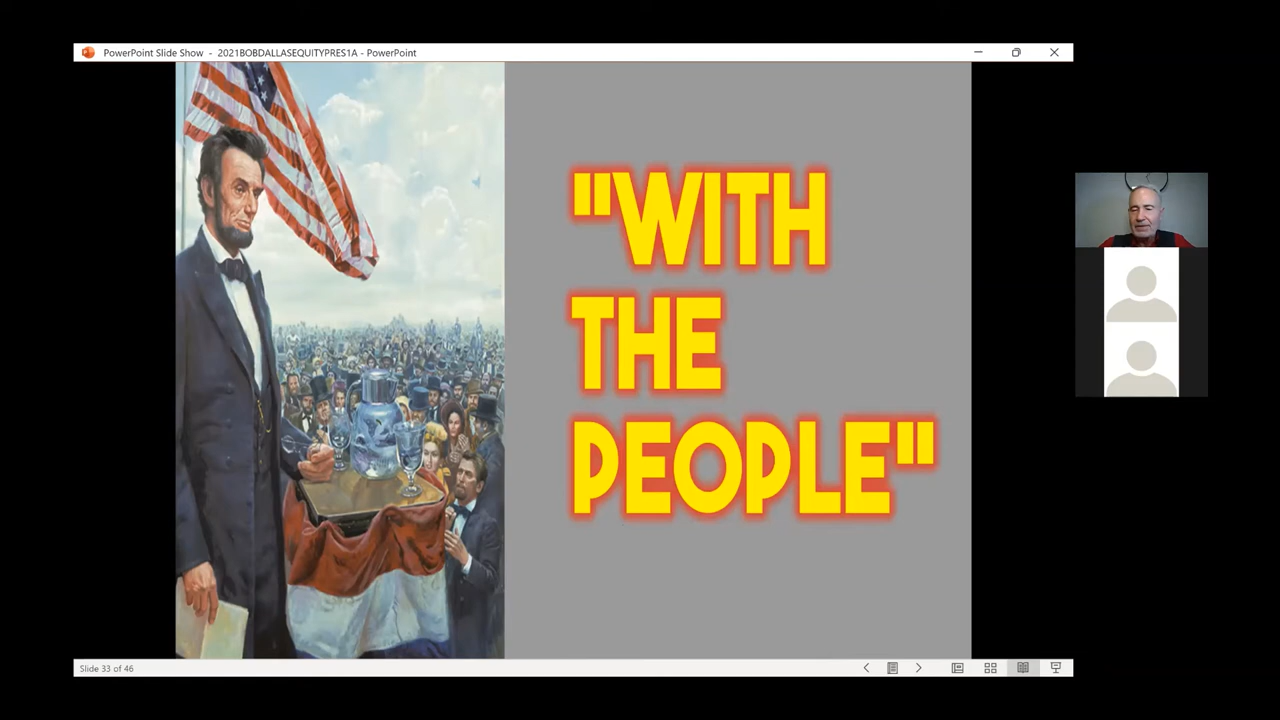 PowerPoint Slide Show - 2021BOBDALLASEQUITYPRES1A - PowerPoint
"WITH
THE
PEOPLE"
Slide 33 of 46